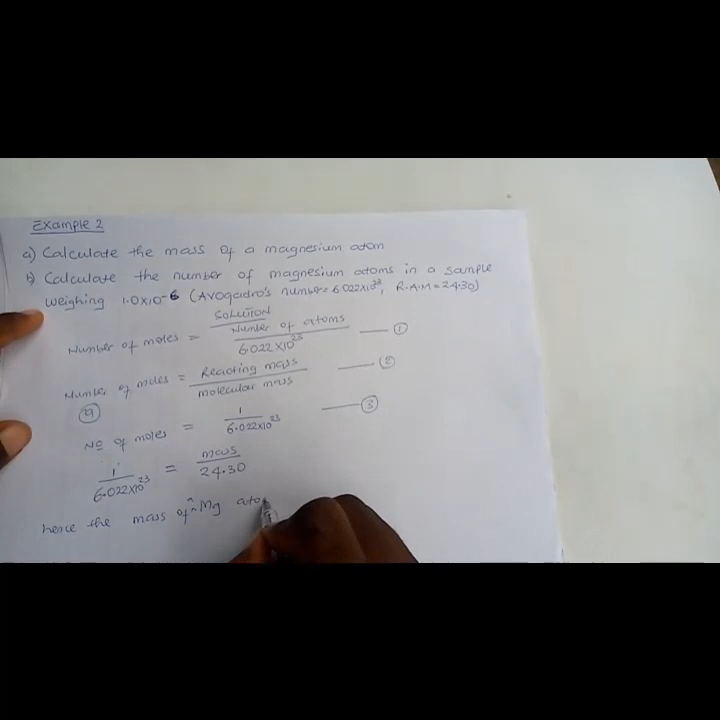 Example 2
a) Calculate the mass of a magnesium atom
b) Calculate the number of magnesium atoms in a sample
weighing 1.0x10-6 (Avogadro's number= 6.022x10²³, R.A.M = 24.30)
SOLUTION
Number of moles = Number of atoms / 6.022 x10²³ — ①
Number of moles = Reacting mass / molecular mass — ②
(a)
No of moles = 1 / 6.022x10²³ — ③
1 / 6.022x10²³ = mass / 24.30
hence the mass of ^a Mg ato